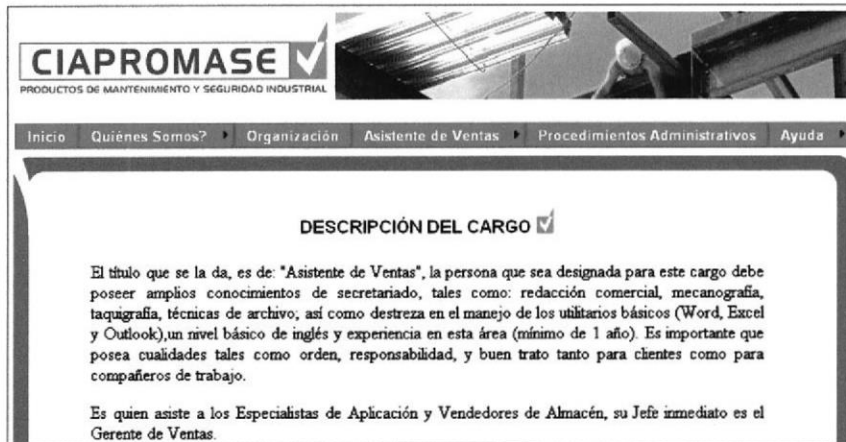 CIAPROMASE
PRODUCTOS DE MANTENIMIENTO Y SEGURIDAD INDUSTRIAL
Inicio Quiénes Somos? Organización Asistente de Ventas Procedimientos Administrativos Ayuda
DESCRIPCIÓN DEL CARGO
El título que se la da, es de: "Asistente de Ventas", la persona que sea designada para este cargo debe
poseer amplios conocimientos de secretariado, tales como: redacción comercial, mecanografía,
taquigrafía, técnicas de archivo; así como destreza en el manejo de los utilitarios básicos (Word, Excel
y Outlook),un nivel básico de inglés y experiencia en esta área (mínimo de 1 año). Es importante que
posea cualidades tales como orden, responsabilidad, y buen trato tanto para clientes como para
compañeros de trabajo.
Es quien asiste a los Especialistas de Aplicación y Vendedores de Almacén, su Jefe inmediato es el
Gerente de Ventas.